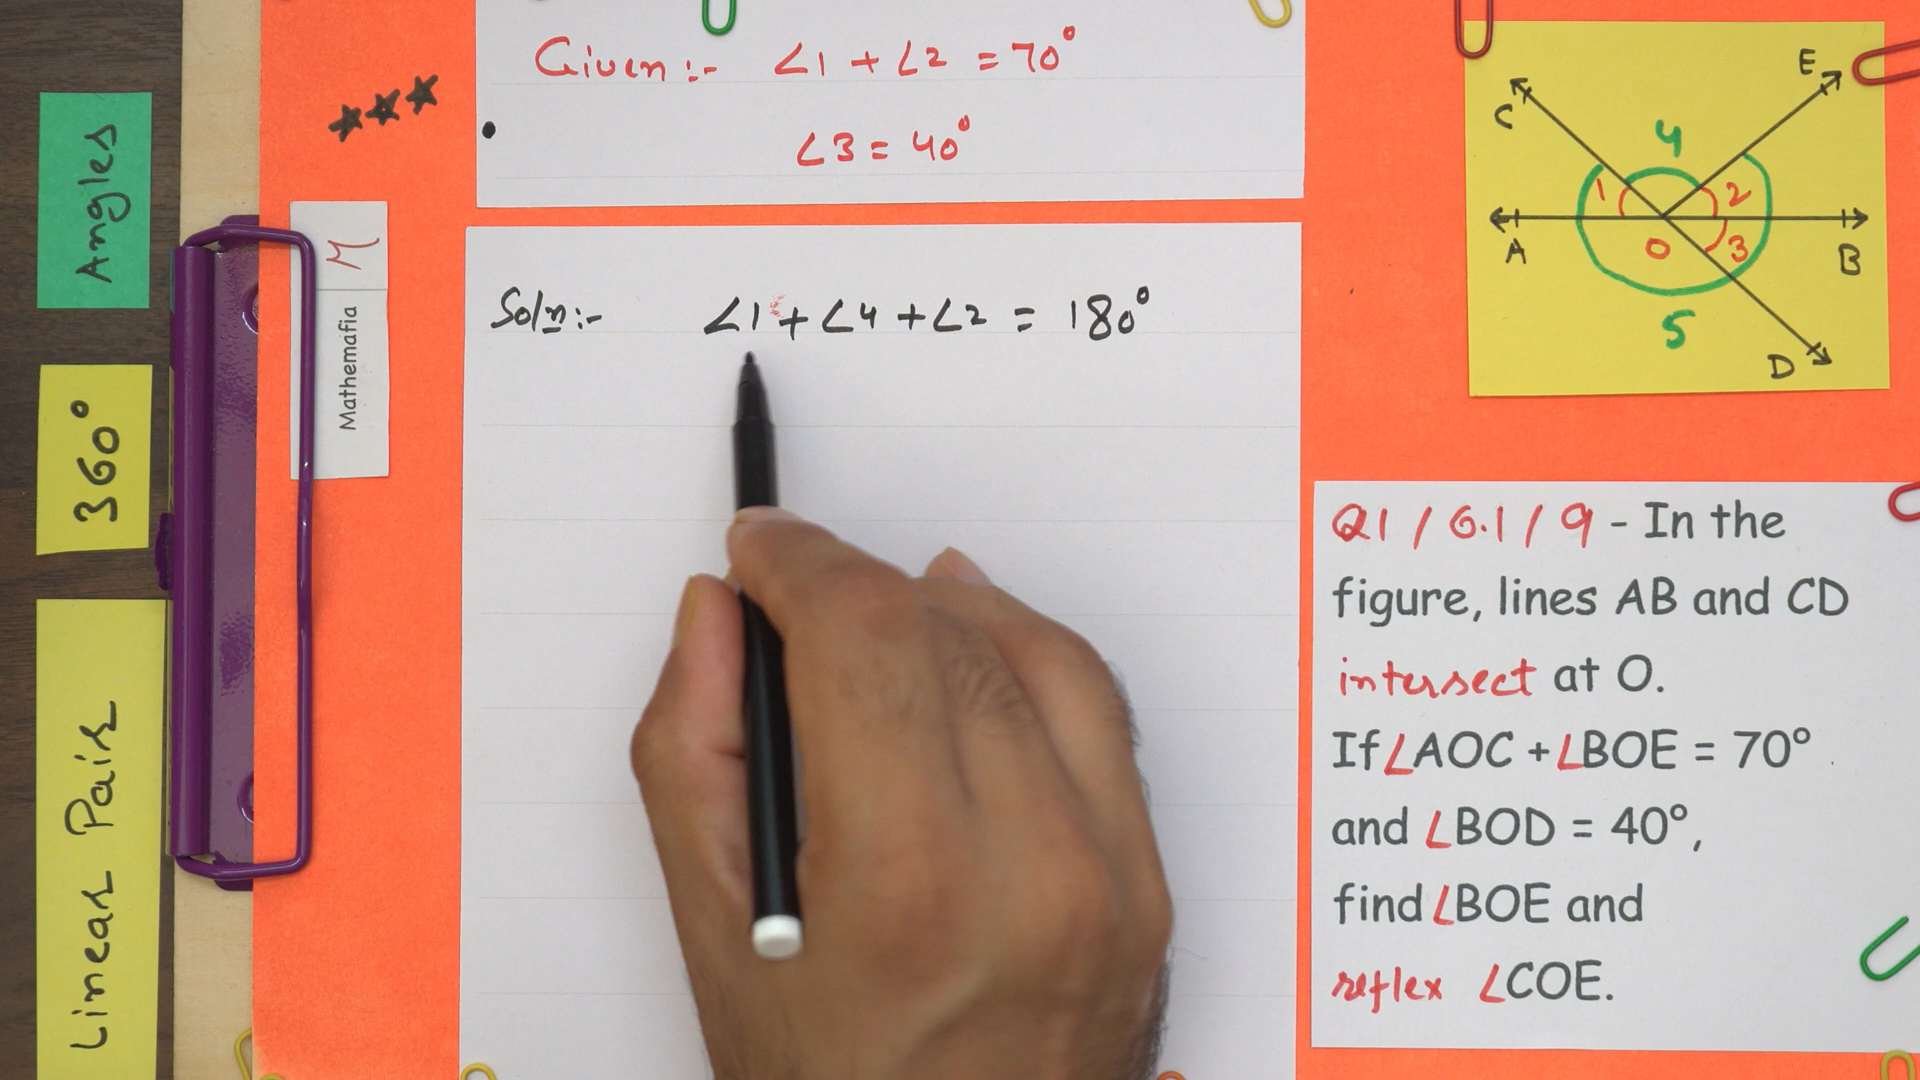 Angles
360°
Linear Pair
M
Mathemafia
Given :- ∠1 + ∠2 = 70°
∠3 = 40°
Soln :- ∠1 + ∠4 + ∠2 = 180°
E
C
4
1
2
A
O
3
B
5
D
Q1 / 6.1 / 9 - In the
figure, lines AB and CD
intersect at O.
If ∠AOC + ∠BOE = 70°
and ∠BOD = 40°,
find ∠BOE and
reflex ∠COE.